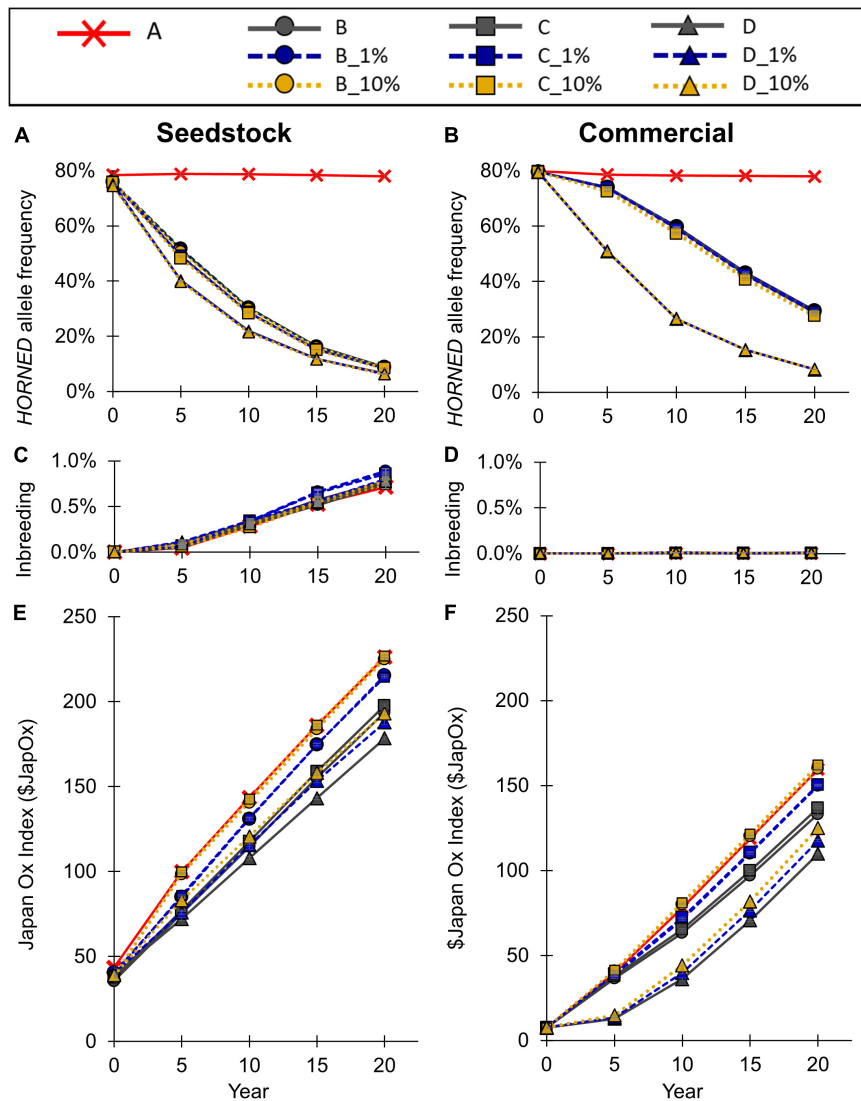 A B C D
B_1% C_1% D_1%
B_10% C_10% D_10%
A Seedstock B Commercial
HORNED allele frequency
80%
60%
40%
20%
0%
0 5 10 15 20
HORNED allele frequency
80%
60%
40%
20%
0%
0 5 10 15 20
C
Inbreeding
1.0%
0.5%
0.0%
0 5 10 15 20
D
Inbreeding
1.0%
0.5%
0.0%
0 5 10 15 20
E
Japan Ox Index ($JapOx)
250
200
150
100
50
0
0 5 10 15 20
Year
F
$Japan Ox Index ($JapOx)
250
200
150
100
50
0
0 5 10 15 20
Year